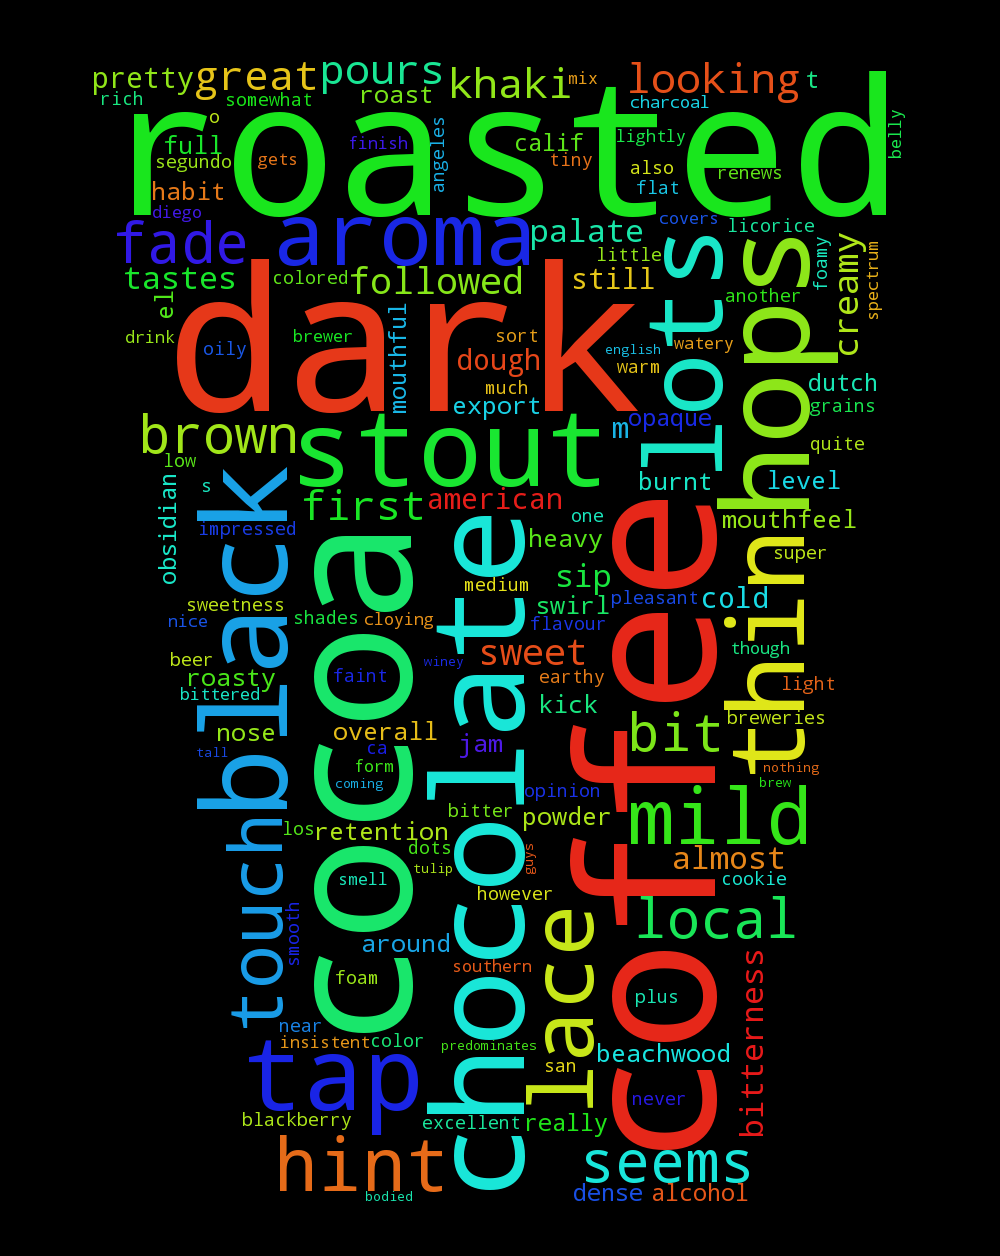 pretty
great
pours
khaki
mix
looking
t
rich
somewhat
roast
charcoal
roasted
o
full
segundo
gets
finish
angeles
calif
tiny
lightly
also
renews
belly
habit
flat
diego
fade
aroma
palate
covers
licorice
tastes
colored
followed
still
little
lots
hops
foamy
creamy
spectrum
el
another
drink
oily
brewer
dark
mouthful
sort
dough
much
export
english
warm
watery
dutch
grains
brown
stout
m
opaque
quite
low
s
obsidian
black
impressed
first
american
one
burnt
level
mouthfeel
heavy
super
cocoa
chocolate
coffee
think
medium
sip
sweetness
nice
shades
cloying
swirl
flavour
pleasant
cold
beer
roasty
bittered
faint
winey
sweet
earthy
though
light
nose
overall
kick
bit
breweries
tall
ca
form
coming
jam
opinion
nothing
brew
touch
los
retention
bitter
powder
mild
dots
tulip
guys
almost
smell
however
cookie
smooth
around
lace
local
foam
southern
plus
bitterness
near
insistent
color
predominates
san
beachwood
tap
never
blackberry
excellent
really
hint
seems
bodied
dense
alcohol